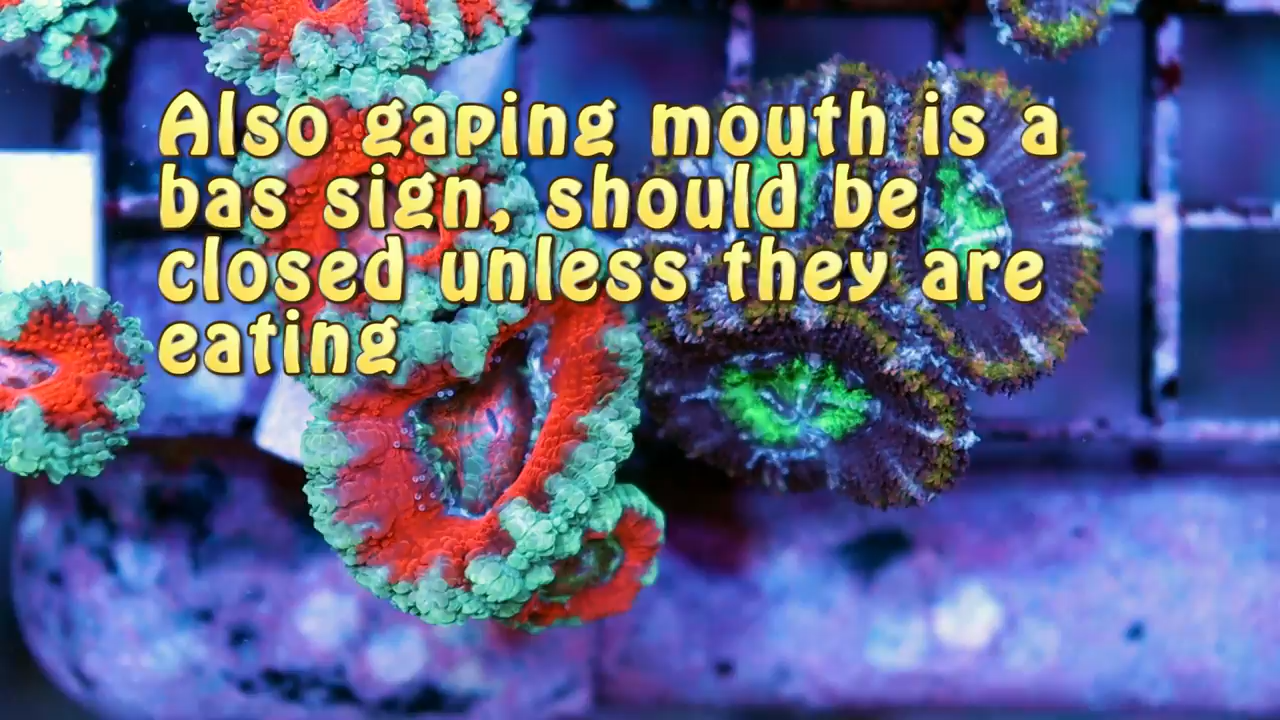 Also gaping mouth is a
bas sign, should be
closed unless they are
eating